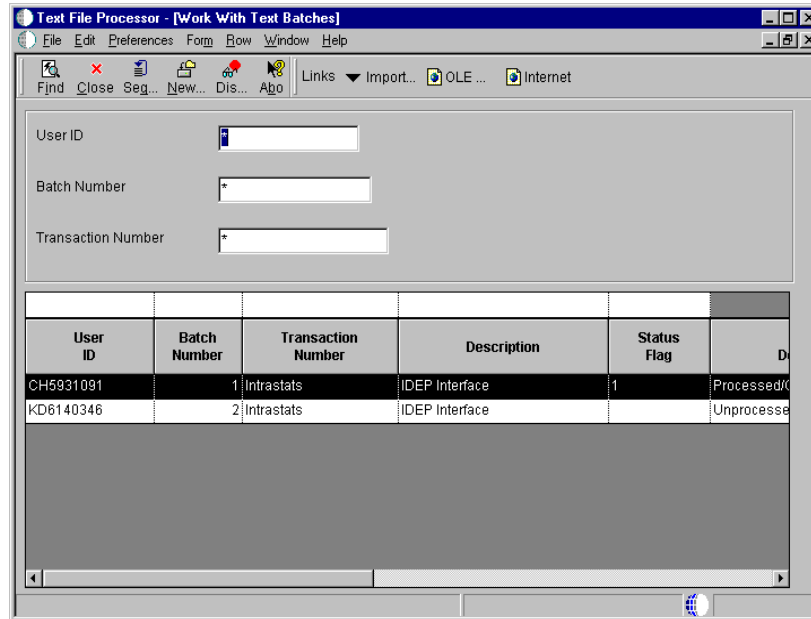 Text File Processor - [Work With Text Batches]
File Edit Preferences Form Row Window Help
Find Close Seq... New... Dis... Abo Links Import... OLE ... Internet
User ID *
Batch Number *
Transaction Number *
User ID Batch Number Transaction Number Description Status Flag De
CH5931091 1 Intrastats IDEP Interface 1 Processed/
KD6140346 2 Intrastats IDEP Interface Unprocesse